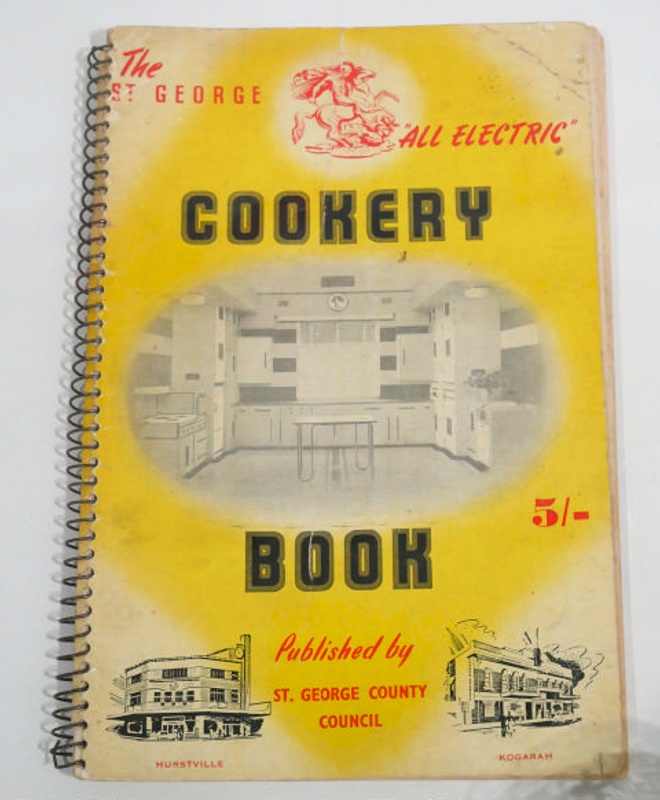 The
ST GEORGE
"ALL ELECTRIC"
COOKERY
BOOK
5/-
Published by
ST. GEORGE COUNTY
COUNCIL
HURSTVILLE
KOGARAH